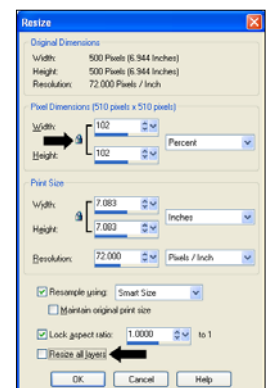 Resize
Original Dimensions
Width: 500 Pixels (6.944 Inches)
Height: 500 Pixels (6.944 Inches)
Resolution: 72.000 Pixels / Inch
Pixel Dimensions (510 pixels x 510 pixels)
Width: 102
Percent
Height: 102
Print Size
Width: 7.083
Inches
Height: 7.083
Resolution: 72.000 Pixels / Inch
Resample using: Smart Size
Maintain original print size
Lock aspect ratio: 1.0000 to 1
Resize all layers
OK Cancel Help